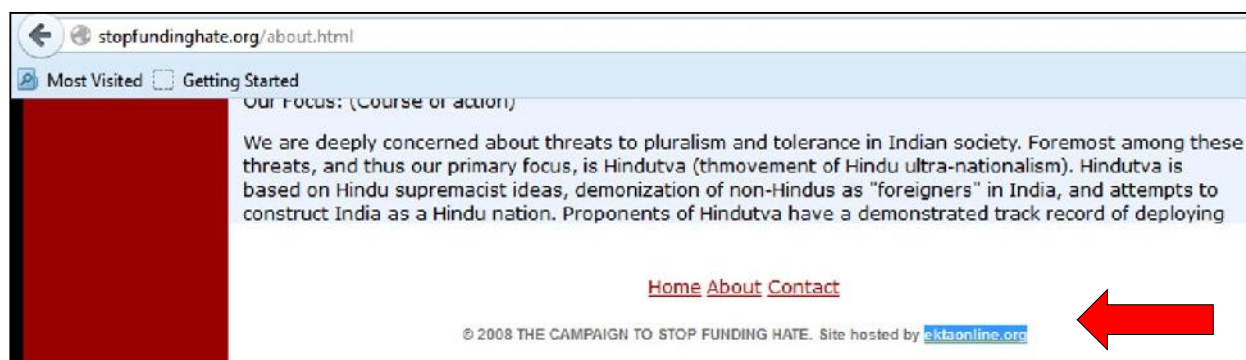 stopfundinghate.org/about.html
Most Visited Getting Started
Our Focus: (Course of action)
We are deeply concerned about threats to pluralism and tolerance in Indian society. Foremost among these
threats, and thus our primary focus, is Hindutva (thmovement of Hindu ultra-nationalism). Hindutva is
based on Hindu supremacist ideas, demonization of non-Hindus as "foreigners" in India, and attempts to
construct India as a Hindu nation. Proponents of Hindutva have a demonstrated track record of deploying
Home About Contact
© 2008 THE CAMPAIGN TO STOP FUNDING HATE. Site hosted by ektaonline.org